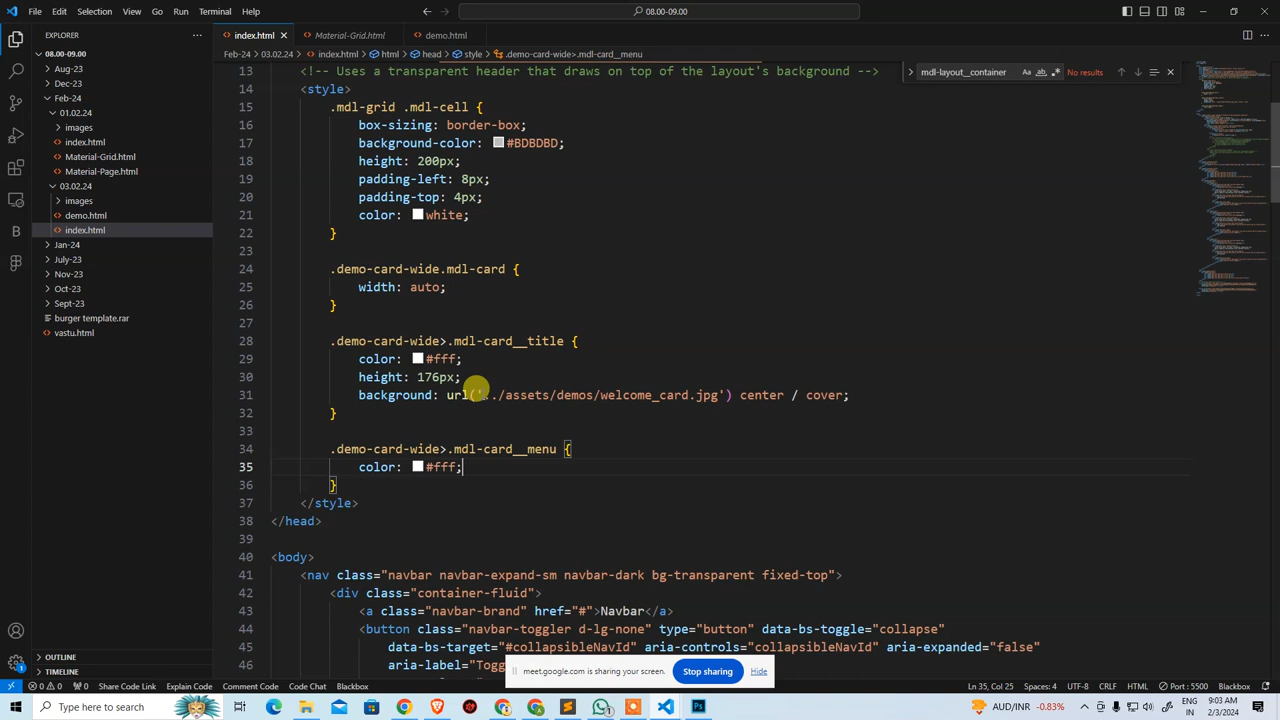 File Edit Selection View Go Run Terminal Help
08.00-09.00
EXPLORER
index.html
Material-Grid.html
demo.html
08.00-09.00
Feb-24 > 03.02.24 > index.html > html > head > style > .demo-card-wide>.mdl-card__menu
Aug-23
Dec-23
Feb-24
01.02.24
images
index.html
Material-Grid.html
Material-Page.html
03.02.24
images
demo.html
index.html
Jan-24
July-23
Nov-23
Oct-23
Sept-23
burger template.rar
vastu.html
OUTLINE
TIMELINE
mdl-layout__container Aa ab .* No results
13 <!-- Uses a transparent header that draws on top of the layout's background -->
14 <style>
15 .mdl-grid .mdl-cell {
16 box-sizing: border-box;
17 background-color: #BDBDBD;
18 height: 200px;
19 padding-left: 8px;
20 padding-top: 4px;
21 color: white;
22 }
23
24 .demo-card-wide.mdl-card {
25 width: auto;
26 }
27
28 .demo-card-wide>.mdl-card__title {
29 color: #fff;
30 height: 176px;
31 background: url('../assets/demos/welcome_card.jpg') center / cover;
32 }
33
34 .demo-card-wide>.mdl-card__menu {
35 color: #fff;
36 }
37 </style>
38 </head>
39
40 <body>
41 <nav class="navbar navbar-expand-sm navbar-dark bg-transparent fixed-top">
42 <div class="container-fluid">
43 <a class="navbar-brand" href="#">Navbar</a>
44 <button class="navbar-toggler d-lg-none" type="button" data-bs-toggle="collapse"
45 data-bs-target="#collapsibleNavId" aria-controls="collapsibleNavId" aria-expanded="false"
46 aria-label="Togg
meet.google.com is sharing your screen. Stop sharing Hide
0 0 0 Share Code Link Explain Code Comment Code Code Chat Blackbox
Ln 35, Col 25 Spaces: 4 UTF-8 CRLF HTML Port : 5500 Blackbox
Type here to search
AUD/INR -0.83%
ENG
IN
9:03 AM
2/3/2024